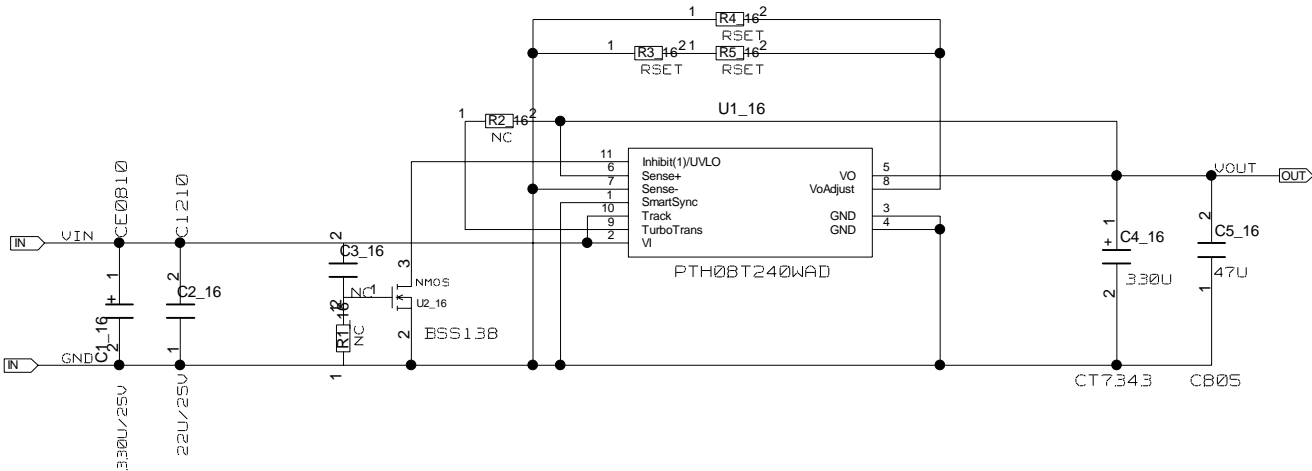 1 R4_16 2
RSET
1 R3_16 2 1 R5_16 2
RSET RSET
U1_16
1 R2_16 2
NC
11 Inhibit(1)/UVLO
6 Sense+
7 Sense-
1 SmartSync
10 Track
9 TurboTrans
2 VI
VO 5
VoAdjust 8
GND 3
GND 4
PTH08T240WAD
CE0810
C1210
IN VIN
1
+
2
C1_16
330U/25V
2
C2_16
1
22U/25V
IN GND
2
C3_16
NC
1
2
R1_16
NC
1
3
NMOS
U2_16
2
BSS138
VOUT
OUT
1
+ C4_16
330U
2
CT7343
2
C5_16
47U
1
C805